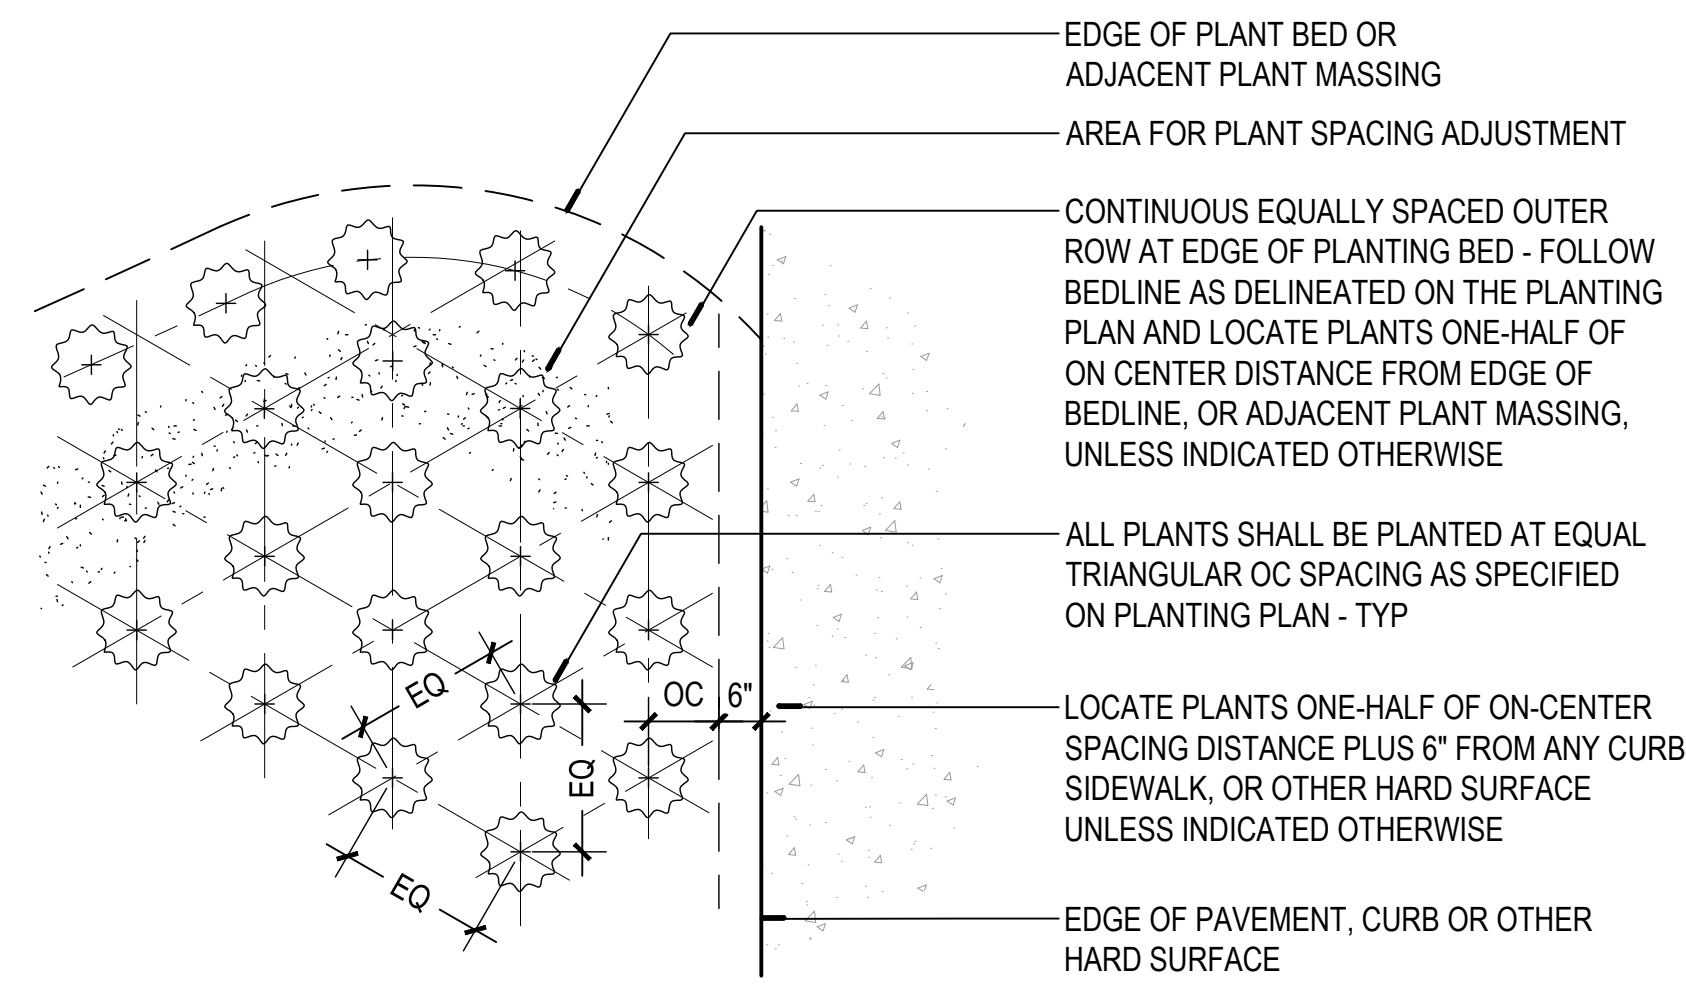 EDGE OF PLANT BED OR
ADJACENT PLANT MASSING
AREA FOR PLANT SPACING ADJUSTMENT
CONTINUOUS EQUALLY SPACED OUTER
ROW AT EDGE OF PLANTING BED - FOLLOW
BEDLINE AS DELINEATED ON THE PLANTING
PLAN AND LOCATE PLANTS ONE-HALF OF
ON CENTER DISTANCE FROM EDGE OF
BEDLINE, OR ADJACENT PLANT MASSING,
UNLESS INDICATED OTHERWISE
ALL PLANTS SHALL BE PLANTED AT EQUAL
TRIANGULAR OC SPACING AS SPECIFIED
ON PLANTING PLAN - TYP
EQ
OC 6"
EQ
EQ
LOCATE PLANTS ONE-HALF OF ON-CENTER
SPACING DISTANCE PLUS 6" FROM ANY CURB
SIDEWALK, OR OTHER HARD SURFACE
UNLESS INDICATED OTHERWISE
EDGE OF PAVEMENT, CURB OR OTHER
HARD SURFACE